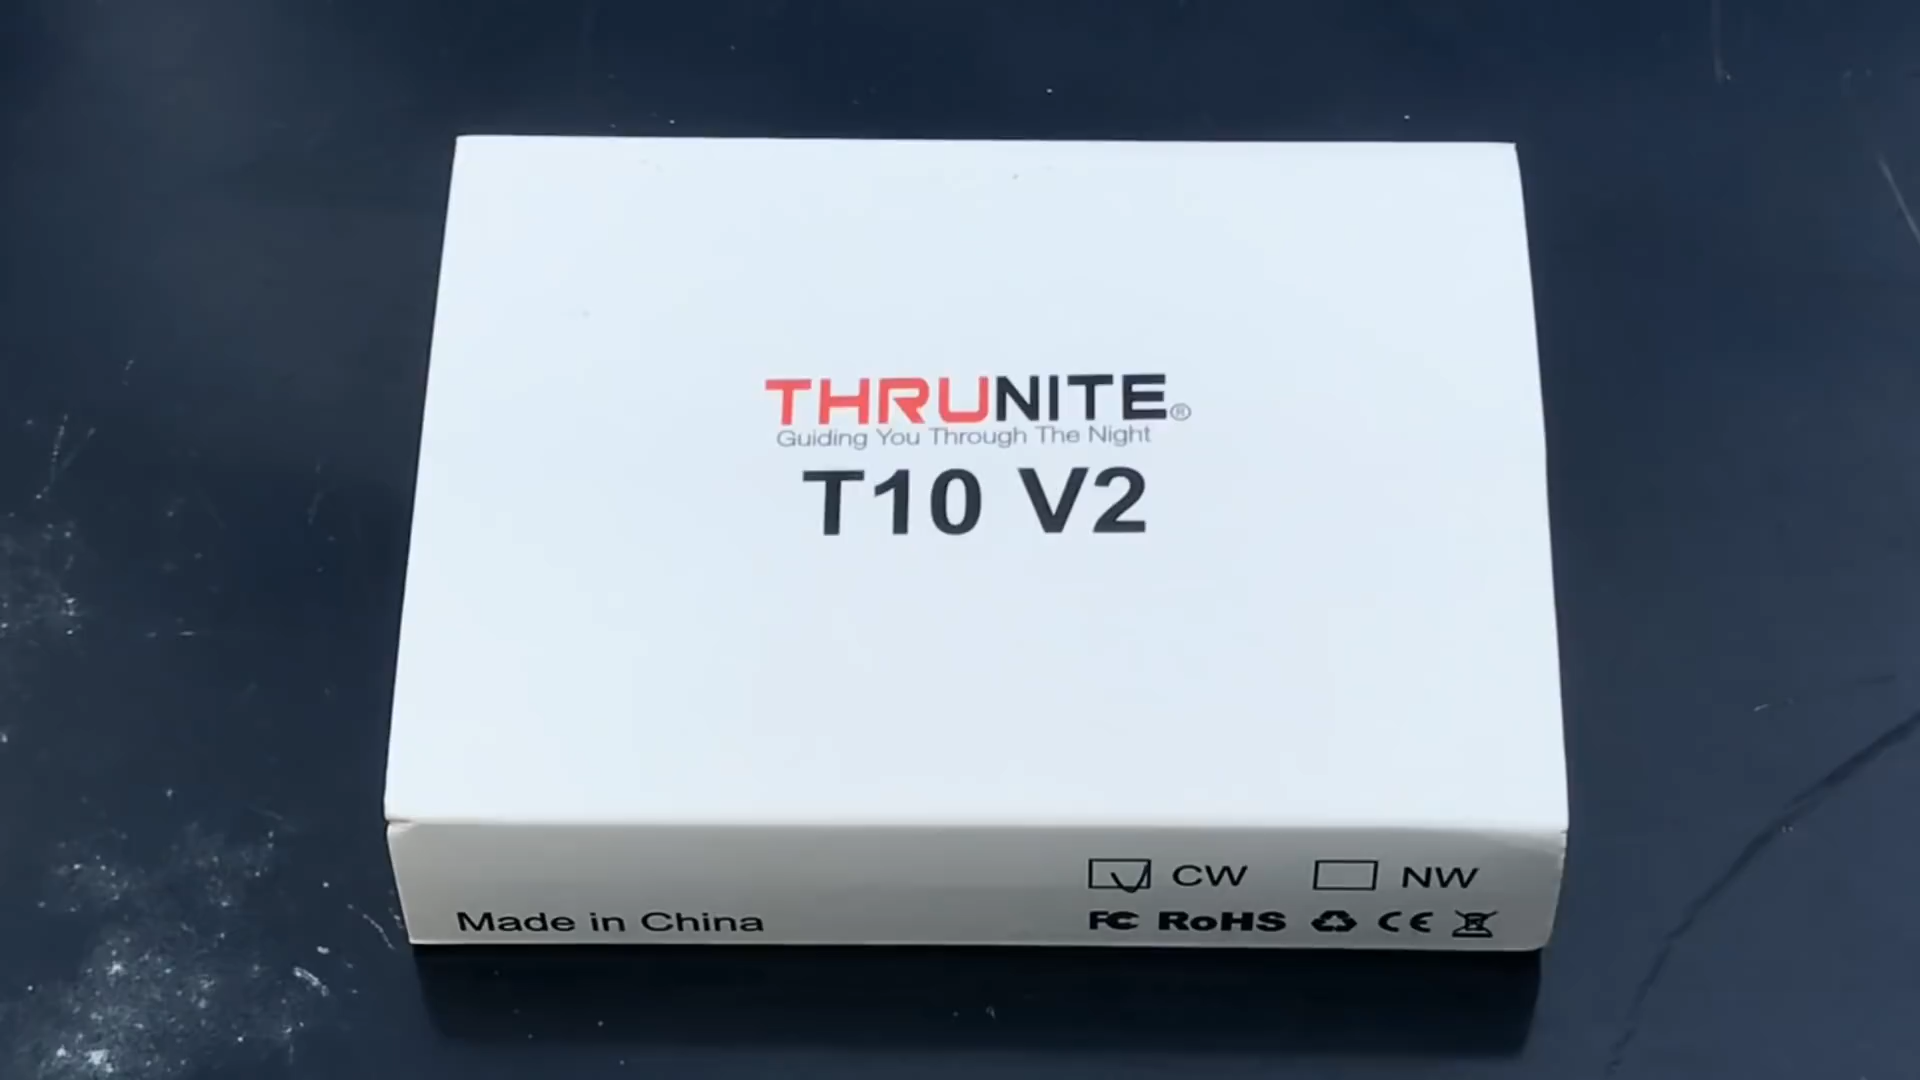 THRUNITE®
Guiding You Through The Night
T10 V2
CW NW
Made in China FC RoHS CE